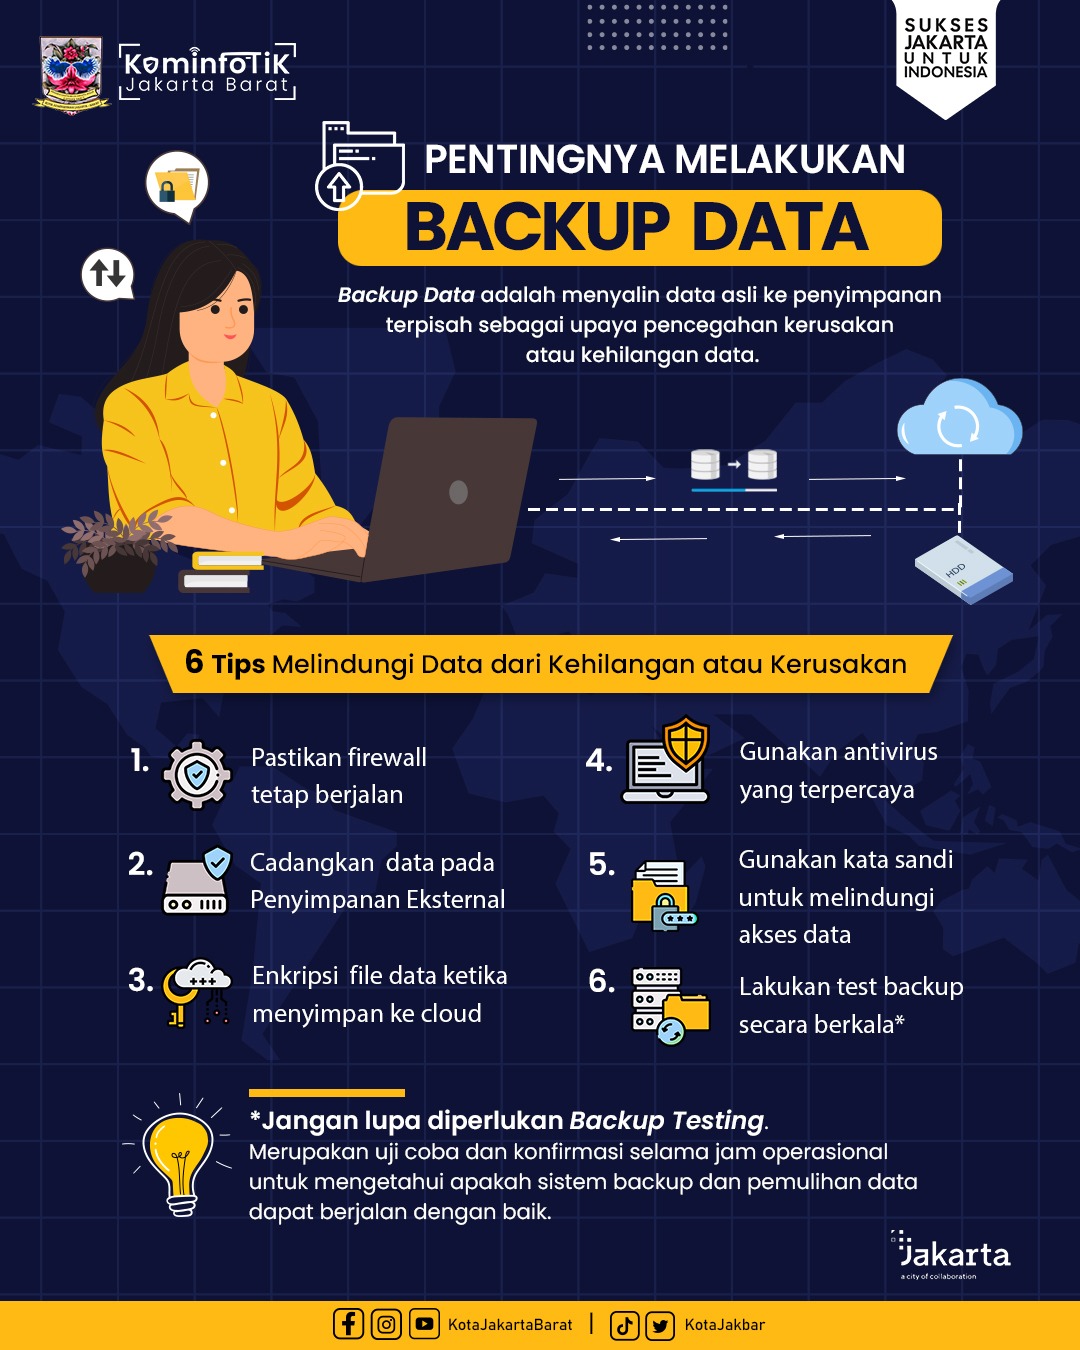 KominfoTIK
Jakarta Barat
SUKSES
JAKARTA
UNTUK
INDONESIA
PENTINGNYA MELAKUKAN
BACKUP DATA
Backup Data adalah menyalin data asli ke penyimpanan
terpisah sebagai upaya pencegahan kerusakan
atau kehilangan data.
HDD
6 Tips Melindungi Data dari Kehilangan atau Kerusakan
1. Pastikan firewall
tetap berjalan
2. Cadangkan data pada
Penyimpanan Eksternal
3. Enkripsi file data ketika
menyimpan ke cloud
4. Gunakan antivirus
yang terpercaya
5. Gunakan kata sandi
untuk melindungi
akses data
6. Lakukan test backup
secara berkala*
*Jangan lupa diperlukan Backup Testing.
Merupakan uji coba dan konfirmasi selama jam operasional
untuk mengetahui apakah sistem backup dan pemulihan data
dapat berjalan dengan baik.
Jakarta
a city of collaboration
KotaJakartaBarat | KotaJakbar